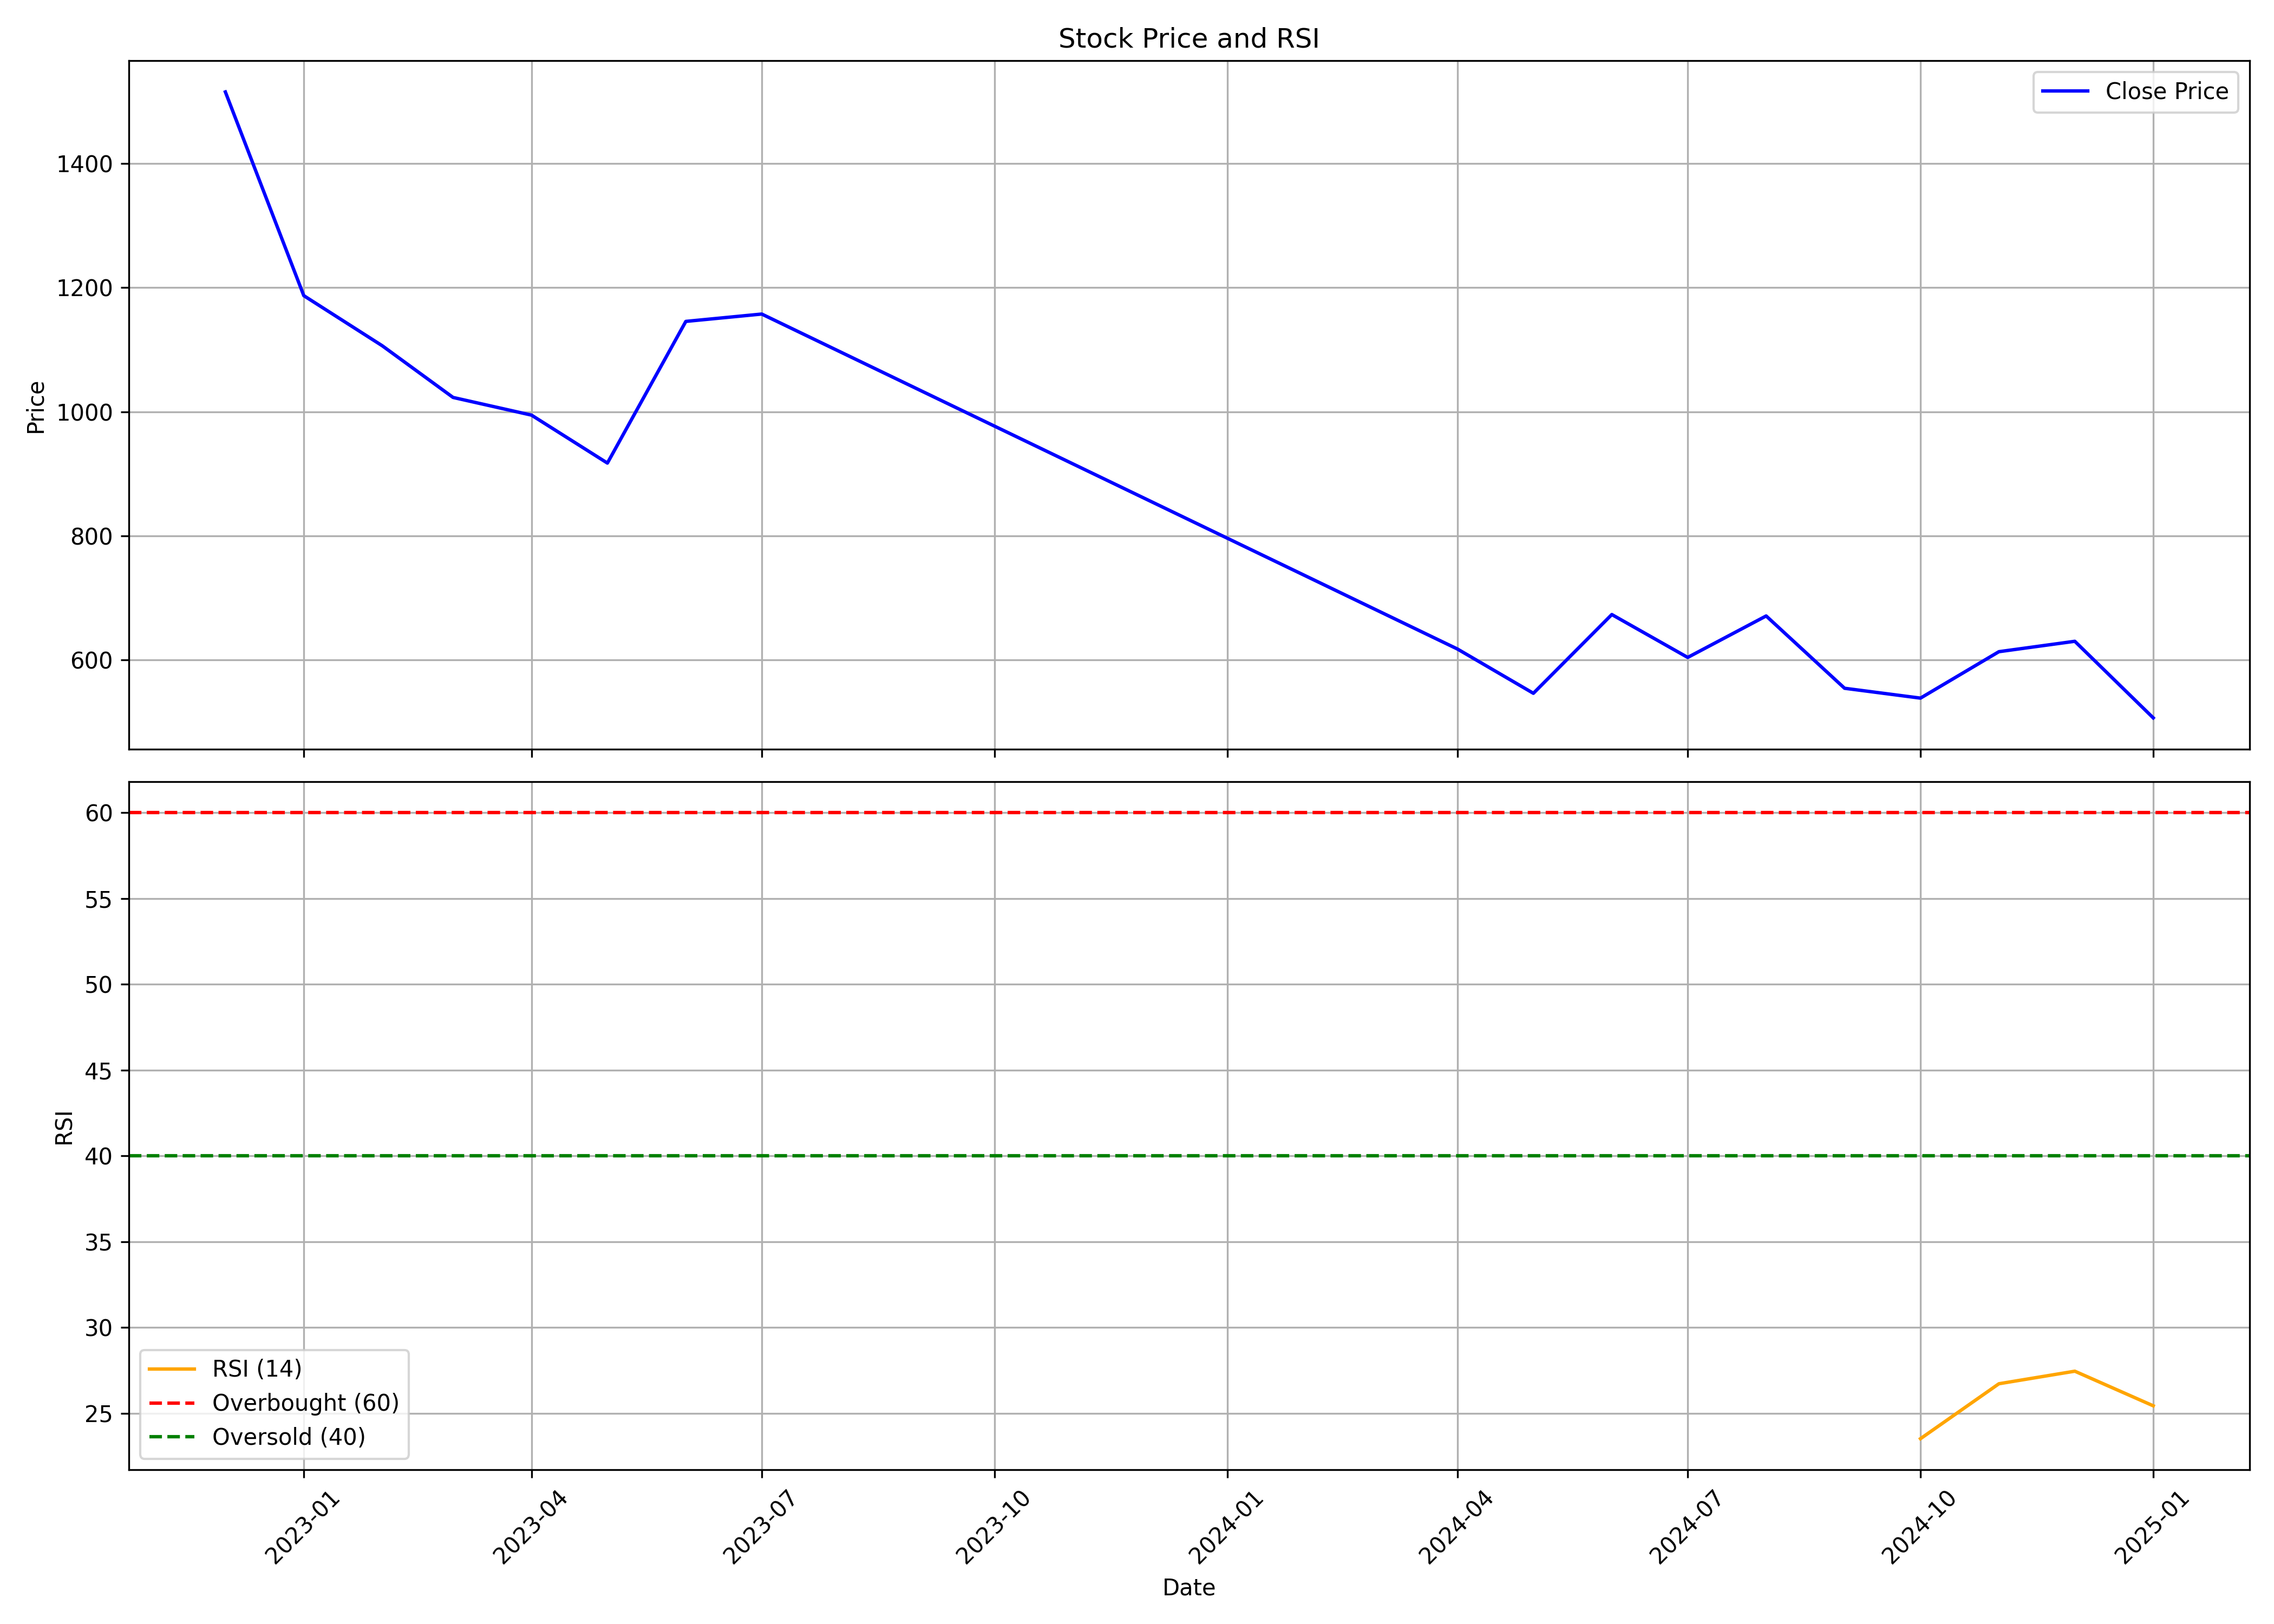 Stock Price and RSI
Close Price
Price
1400
1200
1000
800
600
RSI
60
55
50
45
40
35
30
25
RSI (14)
Overbought (60)
Oversold (40)
2023-01
2023-04
2023-07
2023-10
2024-01
2024-04
2024-07
2024-10
2025-01
Date